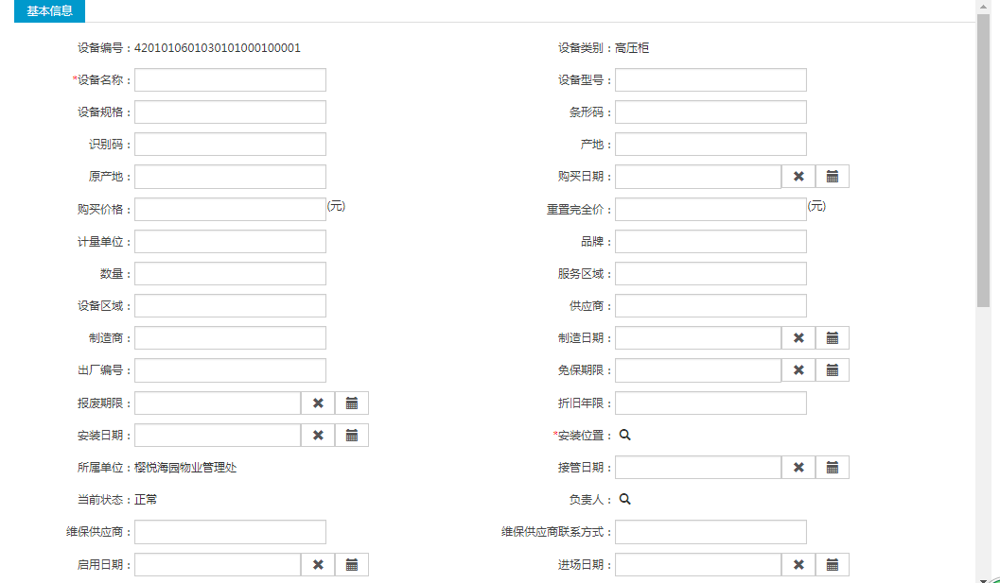 基本信息
设备编号：4201010601030101000100001 设备类别：高压柜
*设备名称： 设备型号：
设备规格： 条形码：
识别码： 产地：
原产地： 购买日期：
购买价格： (元) 重置完全价： (元)
计量单位： 品牌：
数量： 服务区域：
设备区域： 供应商：
制造商： 制造日期：
出厂编号： 免保期限：
报废期限： 折旧年限：
安装日期： *安装位置：
所属单位：樱悦海园物业管理处 接管日期：
当前状态：正常 负责人：
维保供应商： 维保供应商联系方式：
启用日期： 进场日期：